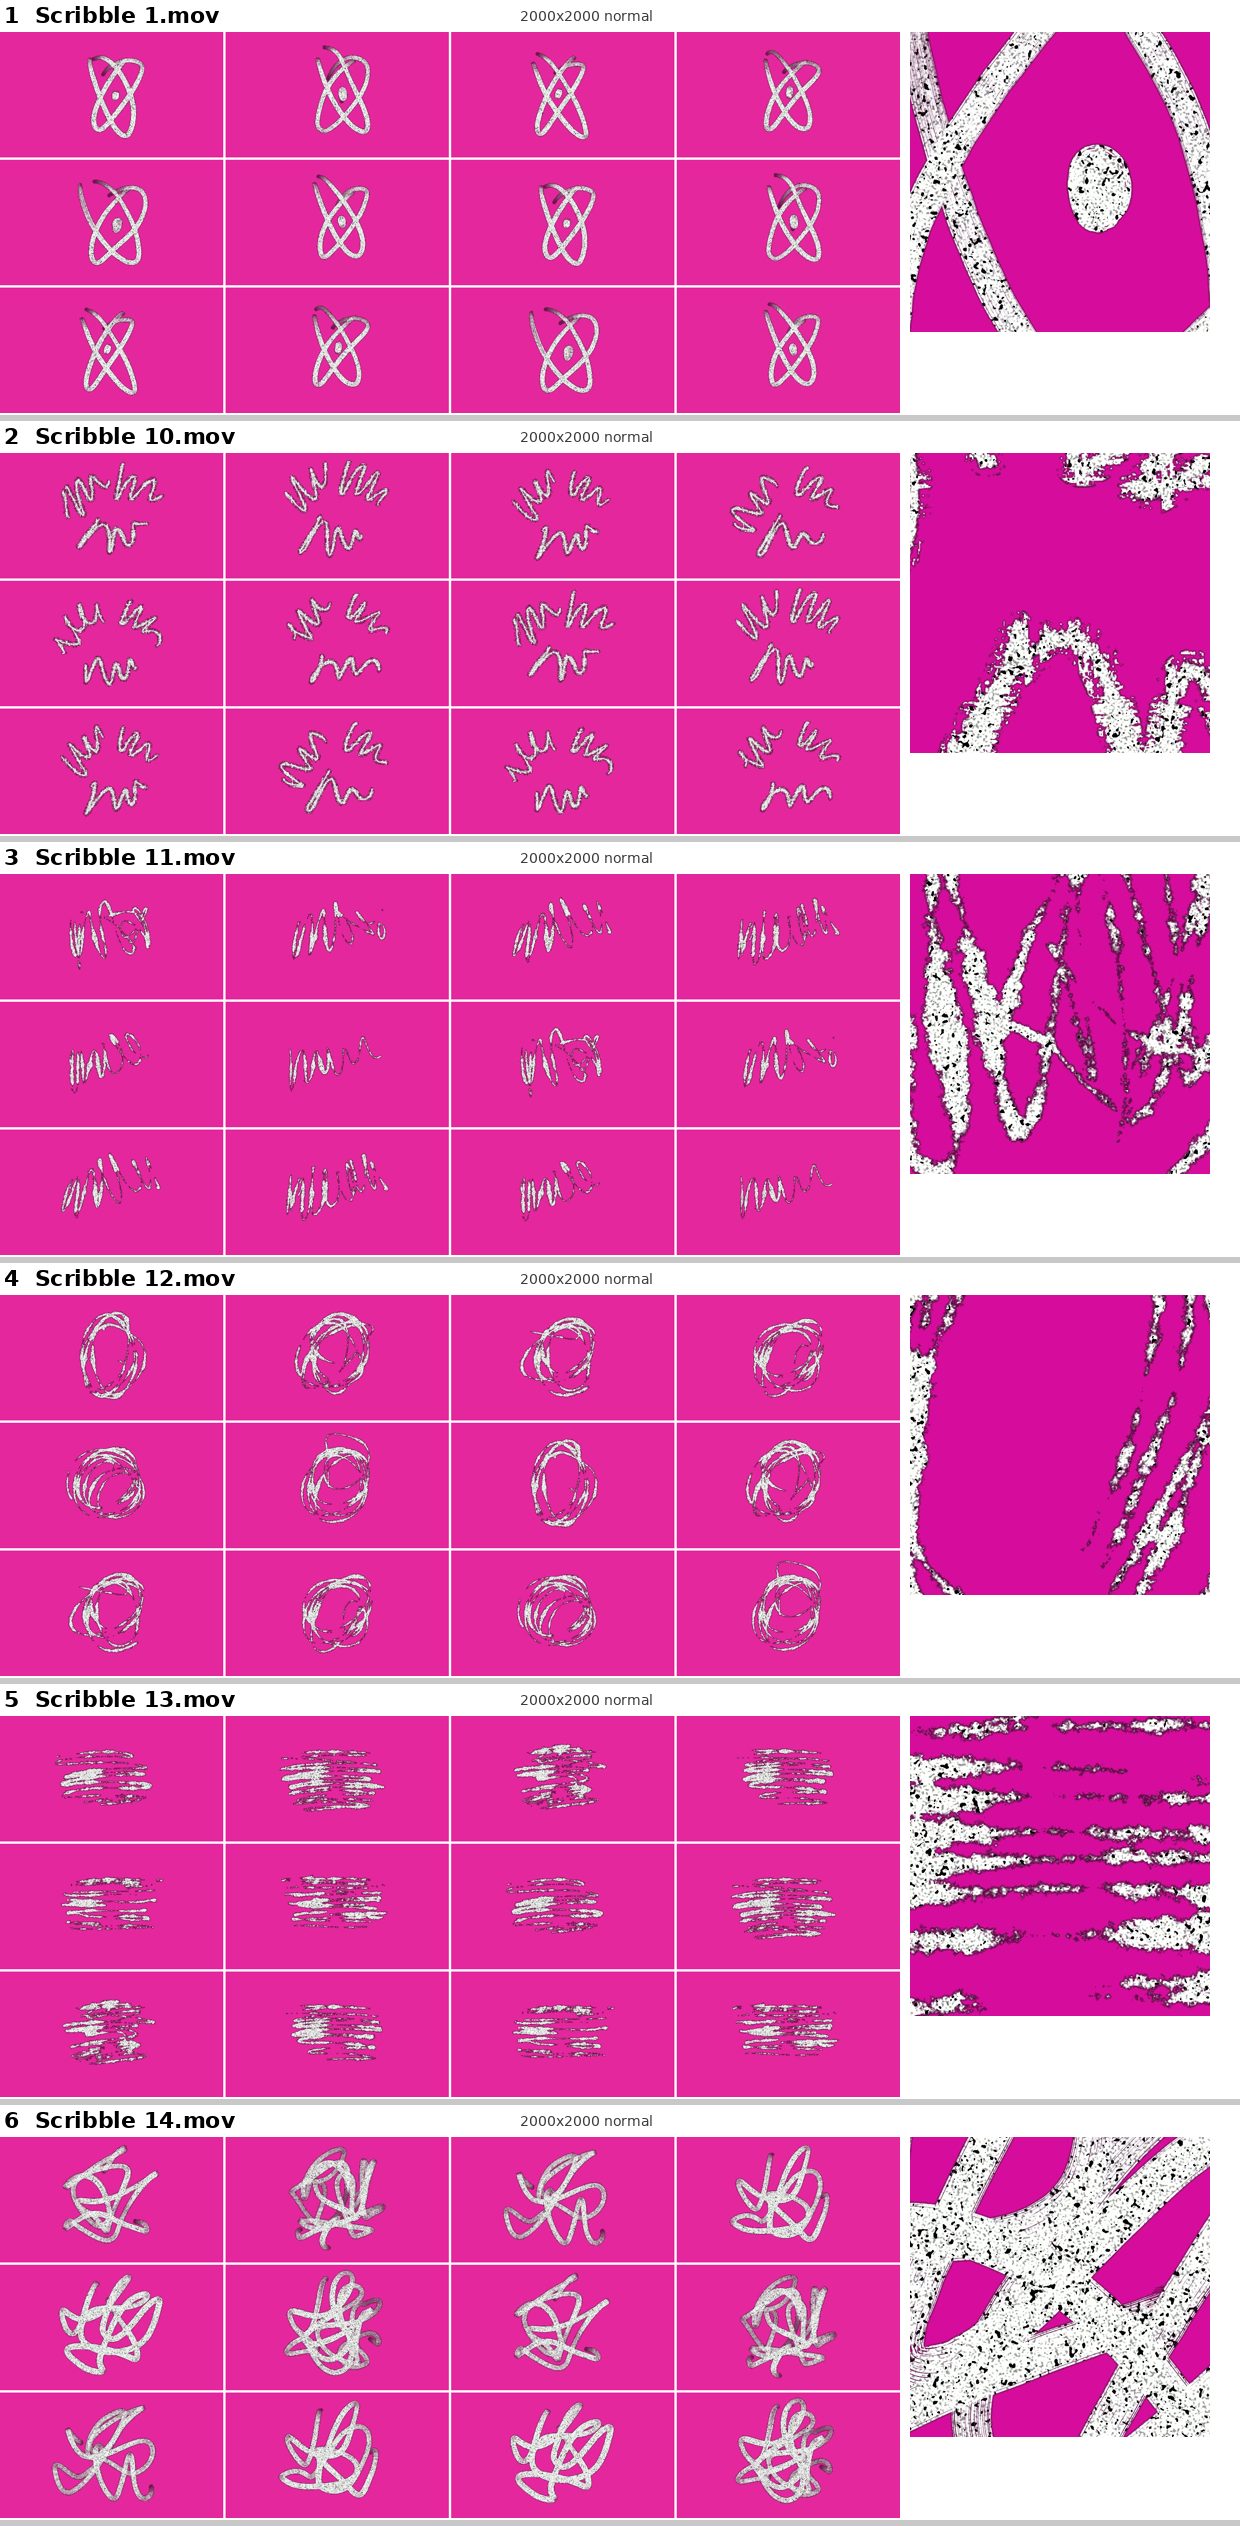 1 Scribble 1.mov 2000x2000 normal
2 Scribble 10.mov 2000x2000 normal
3 Scribble 11.mov 2000x2000 normal
4 Scribble 12.mov 2000x2000 normal
5 Scribble 13.mov 2000x2000 normal
6 Scribble 14.mov 2000x2000 normal